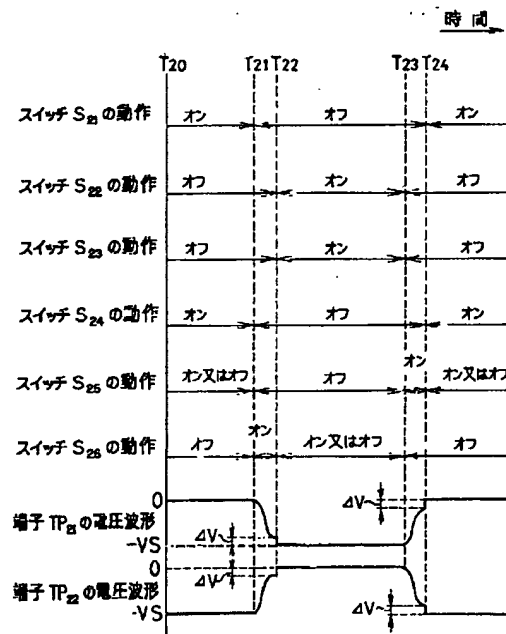 時間
T20 T21 T22 T23 T24
スイッチ S21 の動作 オン オフ オン
スイッチ S22 の動作 オフ オン オフ
スイッチ S23 の動作 オフ オン オフ
スイッチ S24 の動作 オン オフ オン
オン
スイッチ S25 の動作 オン又はオフ オフ オン又はオフ
オン
スイッチ S26 の動作 オフ オン又はオフ オフ
0
ΔV
端子 TP21 の電圧波形 ΔV
-VS
0
ΔV
端子 TP22 の電圧波形
ΔV
-VS